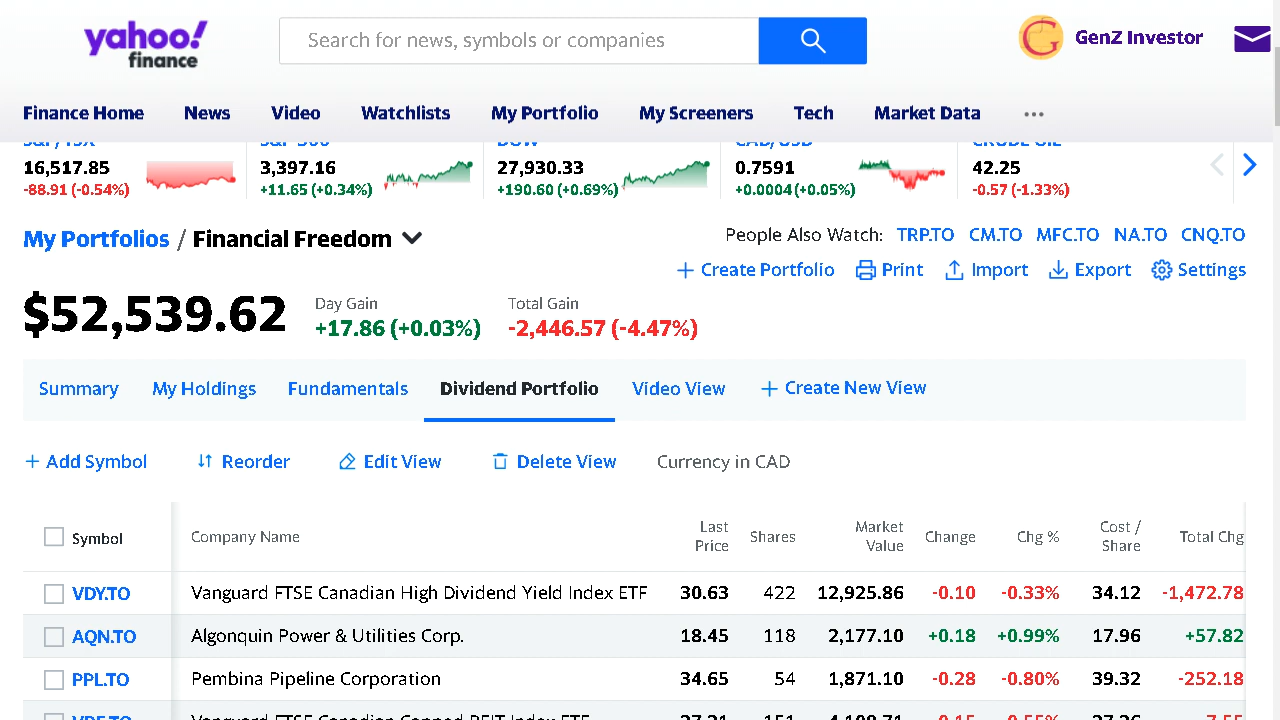 yahoo!
finance
Search for news, symbols or companies
GenZ Investor
Finance Home News Video Watchlists My Portfolio My Screeners Tech Market Data ...
S&P/TSX S&P 500 DOW CAD/USD CRUDE OIL
16,517.85 3,397.16 27,930.33 0.7591 42.25
-88.91 (-0.54%) +11.65 (+0.34%) +190.60 (+0.69%) +0.0004 (+0.05%) -0.57 (-1.33%)
My Portfolios / Financial Freedom
People Also Watch: TRP.TO CM.TO MFC.TO NA.TO CNQ.TO
+ Create Portfolio Print Import Export Settings
$52,539.62
Day Gain
+17.86 (+0.03%)
Total Gain
-2,446.57 (-4.47%)
Summary My Holdings Fundamentals Dividend Portfolio Video View + Create New View
+ Add Symbol Reorder Edit View Delete View Currency in CAD
Symbol Company Name Last Price Shares Market Value Change Chg % Cost / Share Total Chg
VDY.TO Vanguard FTSE Canadian High Dividend Yield Index ETF 30.63 422 12,925.86 -0.10 -0.33% 34.12 -1,472.78
AQN.TO Algonquin Power & Utilities Corp. 18.45 118 2,177.10 +0.18 +0.99% 17.96 +57.82
PPL.TO Pembina Pipeline Corporation 34.65 54 1,871.10 -0.28 -0.80% 39.32 -252.18